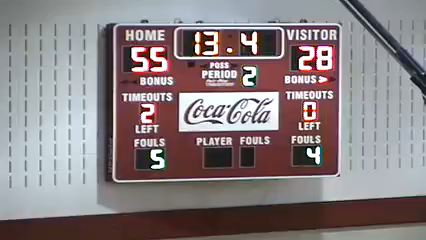 HOME 13.4 VISITOR
55 28
BONUS POSS BONUS
PERIOD 2
TIMEOUTS TIMEOUTS
2 Coca-Cola 0
LEFT LEFT
FOULS PLAYER FOULS FOULS
5 4